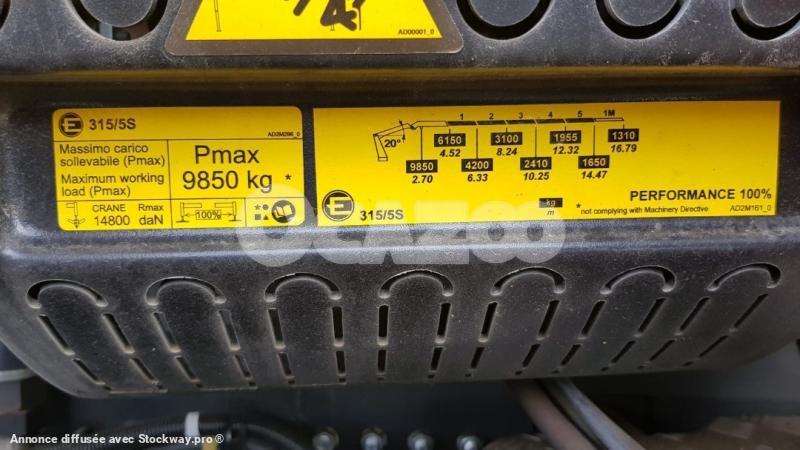 AD00001_0
E 315/5S
AD2M296_0
Massimo carico
sollevabile (Pmax)
Maximum working
load (Pmax)
Pmax
9850 kg *
CRANE Rmax
14800 daN
100%
1 2 3 4 5 1M
20°
6150 3100 1955 1310
4.52 8.24 12.32 16.79
9850 4200 2410 1650
2.70 6.33 10.25 14.47
E 315/5S
kg
m
* not complying with Machinery Directive
PERFORMANCE 100%
AD2M161_0
OCAZOO
Annonce diffusée avec Stockway.pro®